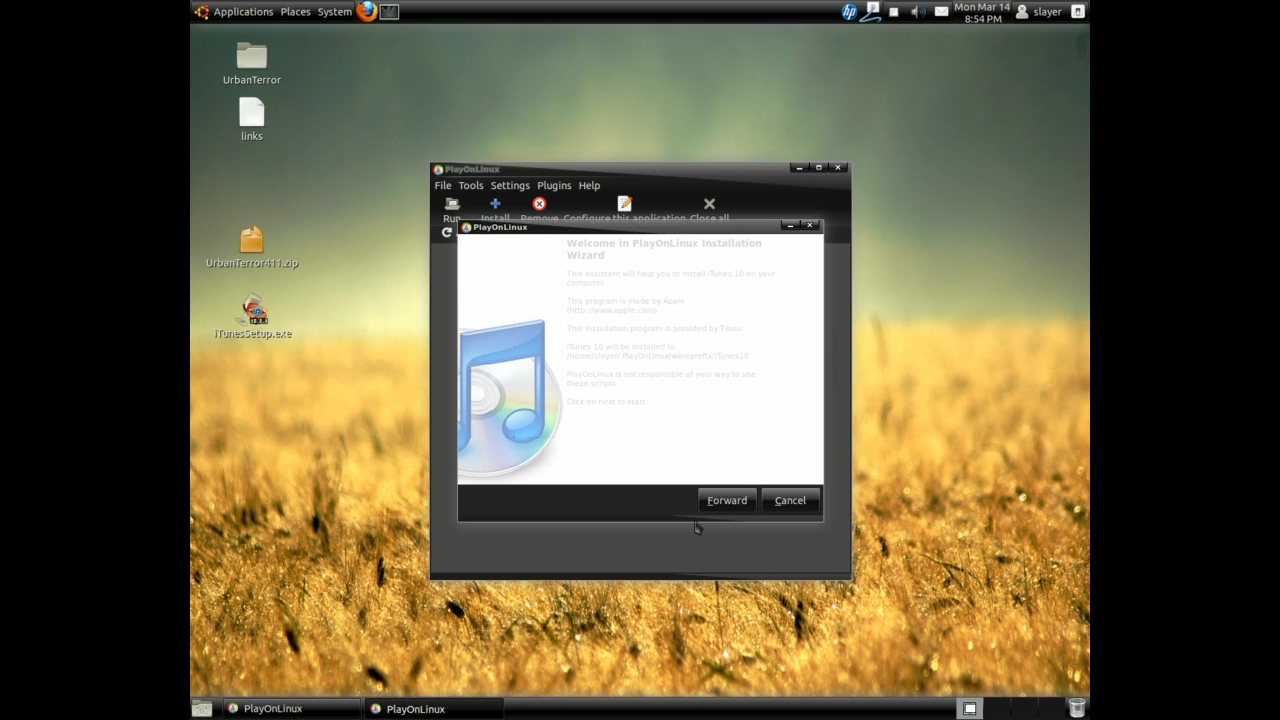 Applications Places System
Mon Mar 14
8:54 PM
slayer
UrbanTerror
links
UrbanTerror411.zip
iTunesSetup.exe
PlayOnLinux
File Tools Settings Plugins Help
Run Install Remove Configure this application Close all
PlayOnLinux
Welcome in PlayOnLinux Installation
Wizard
This assistant will help you to install iTunes 10 on your
computer.
This program is made by Apple
(http://www.apple.com)
This installation program is provided by Tinou
iTunes 10 will be installed in
/home/slayer/.PlayOnLinux/wineprefix/iTunes10
PlayOnLinux is not responsible of your way to use
these scripts
Click on next to start.
Forward Cancel
PlayOnLinux PlayOnLinux